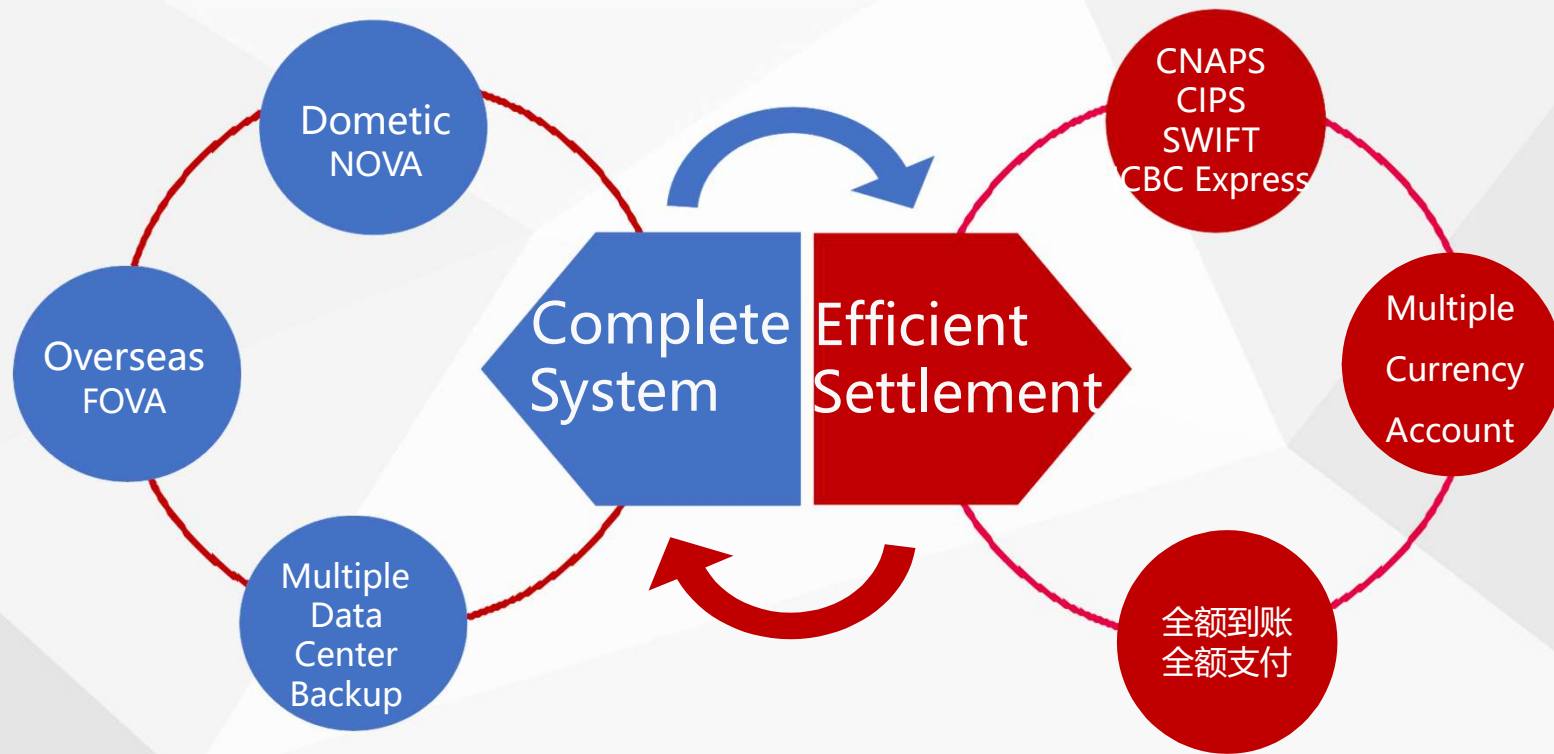 Dometic
NOVA
Overseas
FOVA
Multiple
Data
Center
Backup
Complete
System
Efficient
Settlement
CNAPS
CIPS
SWIFT
ICBC Express
Multiple
Currency
Account
全额到账
全额支付